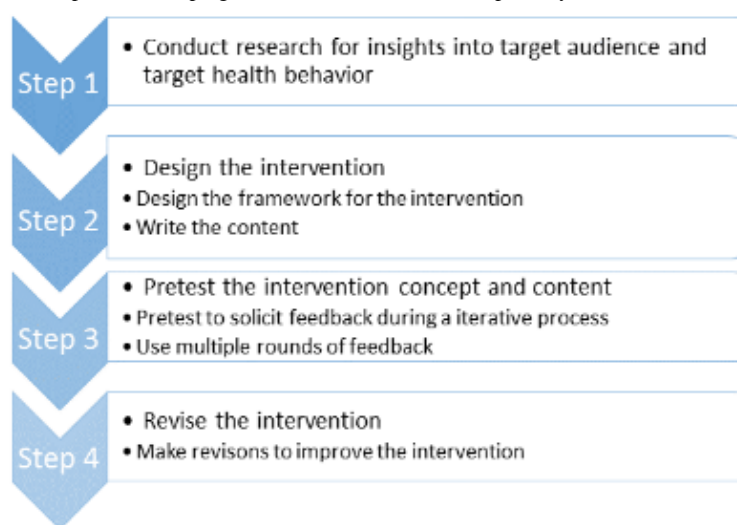 Step 1
• Conduct research for insights into target audience and
target health behavior
Step 2
• Design the intervention
• Design the framework for the intervention
• Write the content
Step 3
• Pretest the intervention concept and content
• Pretest to solicit feedback during a iterative process
• Use multiple rounds of feedback
Step 4
• Revise the intervention
• Make revisons to improve the intervention